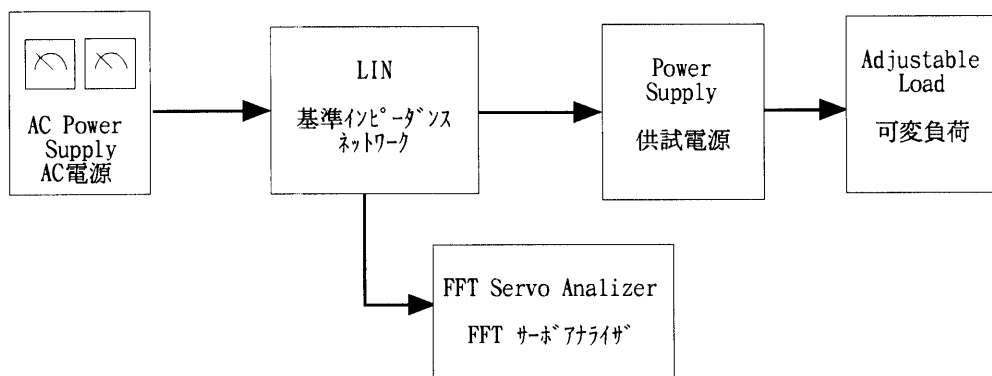 AC Power
Supply
AC電源
LIN
基準インピーダンス
ネットワーク
Power
Supply
供試電源
Adjustable
Load
可変負荷
FFT Servo Analizer
FFT サーボアナライザ